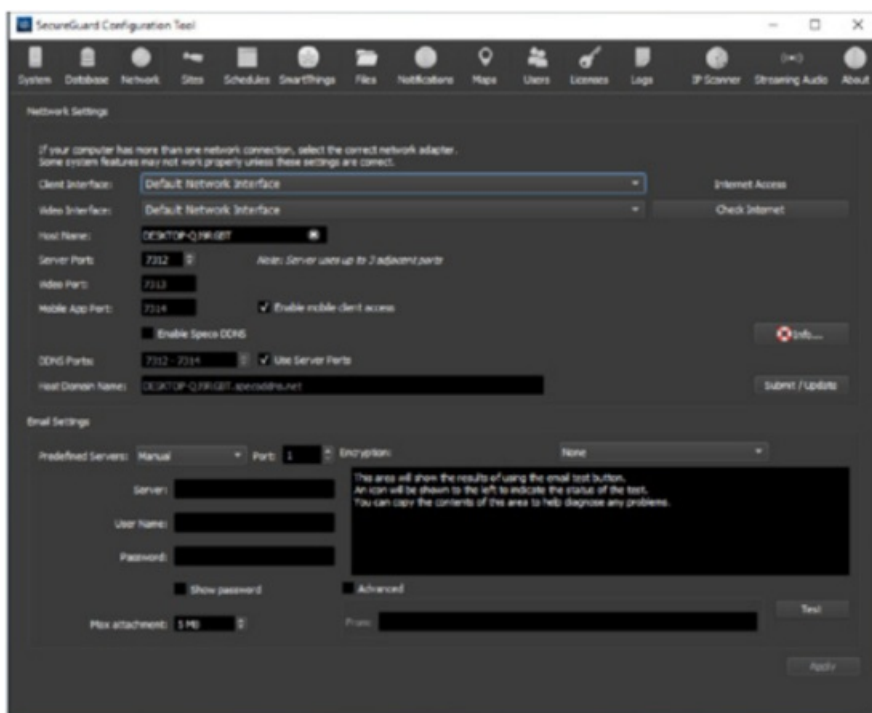 SecureGuard Configuration Tool
System Database Network Sites Schedules SmartThings Files Notifications Maps Users Licenses Logs IP Scanner Streaming Audio About
Network Settings
If your computer has more than one network connection, select the correct network adapter.
Some system features may not work properly unless these settings are correct.
Client Interface: Default Network Interface Internet Access
Video Interface: Default Network Interface Check Internet
Host Name:
Server Port: 7312 Note: Server uses up to 3 adjacent ports
Video Port: 7313
Mobile App Port: 7314 Enable mobile client access
Enable Speco DDNS Info...
DDNS Ports: 7312 - 7314 Use Server Ports
Host Domain Name: Submit / Update
Email Settings
Predefined Servers: Manual Port: 1 Encryption: None
This area will show the results of using the email test button.
An icon will be shown to the left to indicate the status of the test.
You can copy the contents of this area to help diagnose any problems.
Server:
User Name:
Password:
Show password Advanced
Test
Max attachment: 5 MB From:
Apply